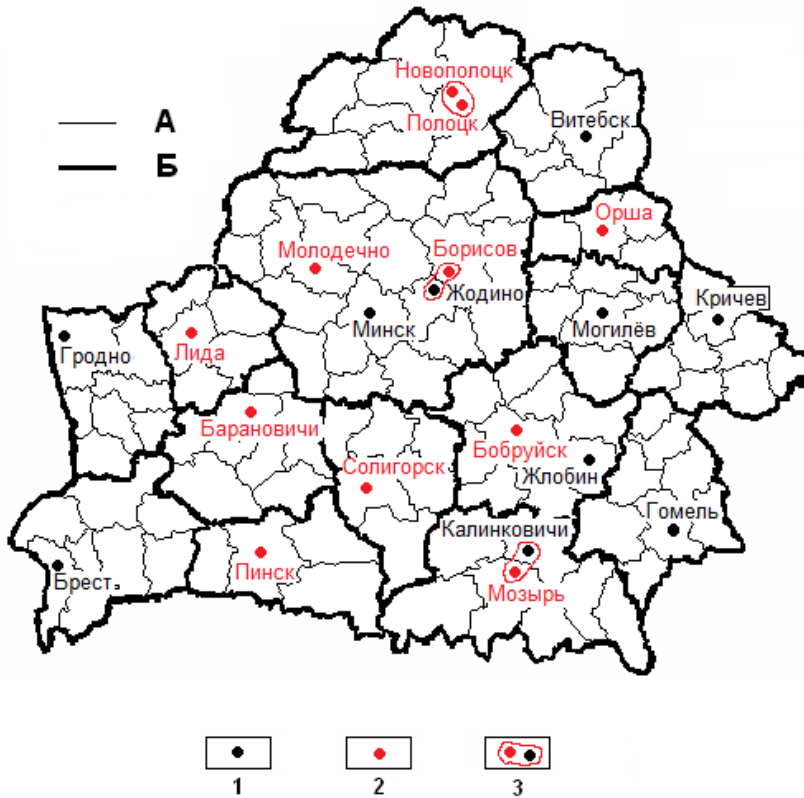 Новополоцк
Полоцк
А
Витебск
Б
Орша
Молодечно
Борисов
Жодино
Кричев
Минск
Могилёв
Гродно
Лида
Барановичи
Бобруйск
Солигорск
Жлобин
Гомель
Калинковичи
Брест.
Пинск
Мозырь
1 2 3